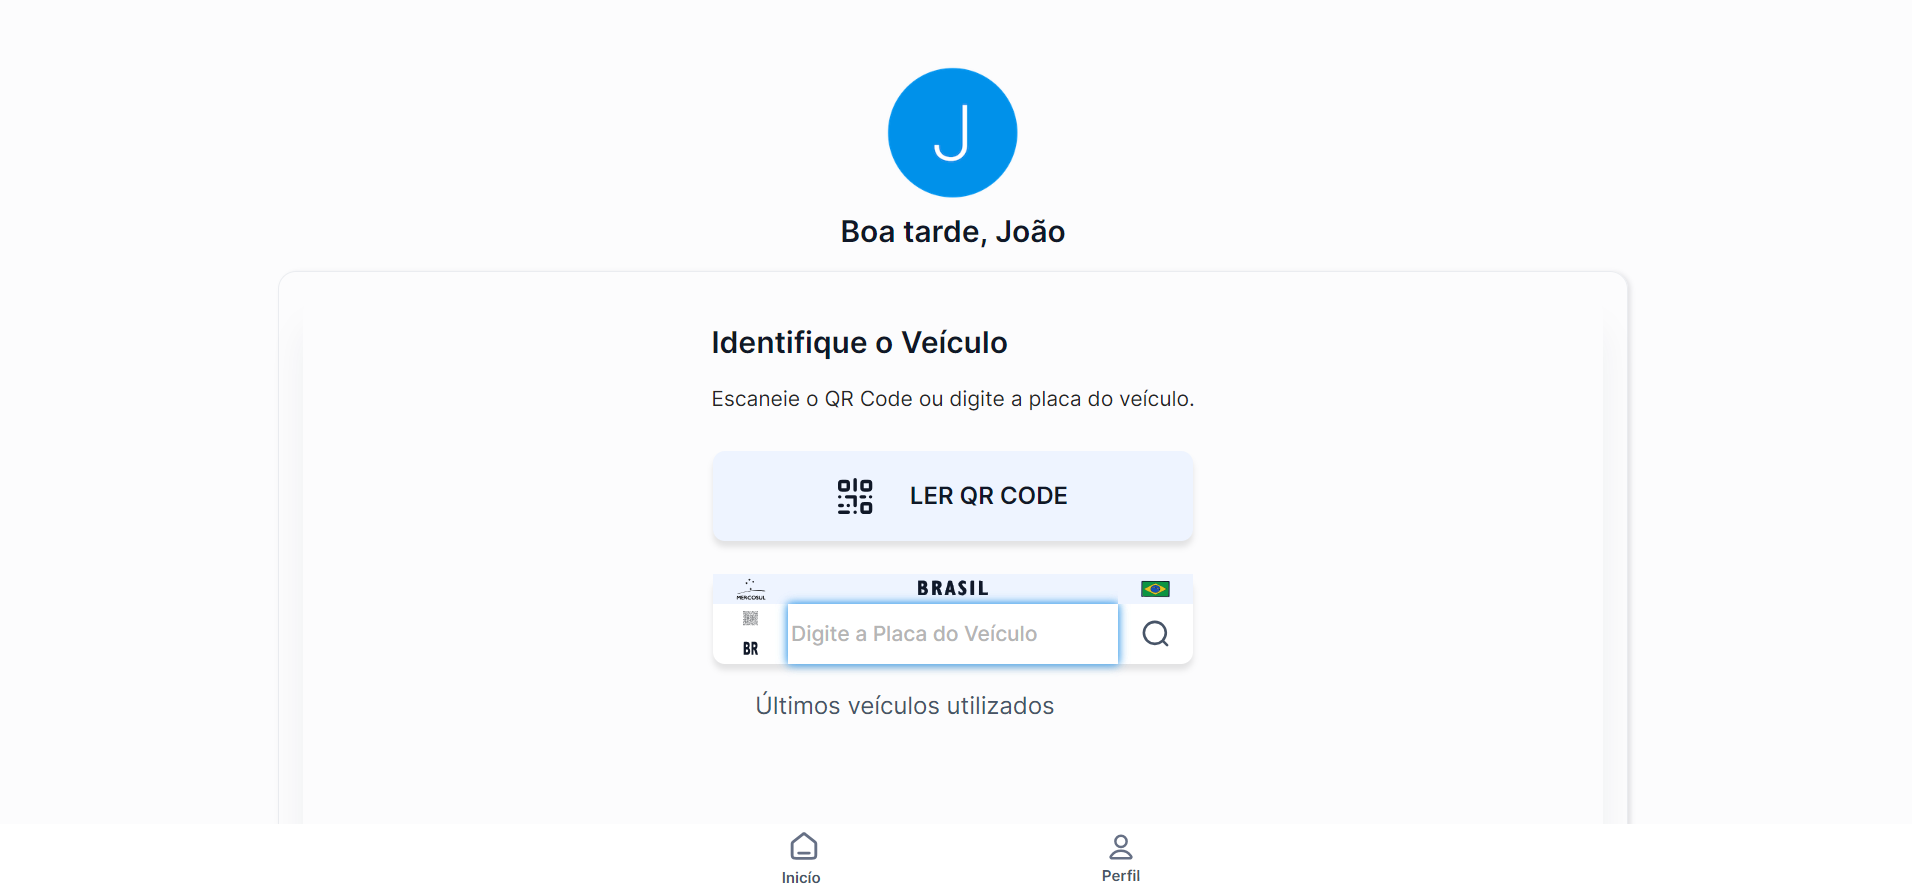 J
Boa tarde, João
Identifique o Veículo
Escaneie o QR Code ou digite a placa do veículo.
LER QR CODE
MERCOSUL
BRASIL
Digite a Placa do Veículo
BR
Últimos veículos utilizados
Inicío
Perfil